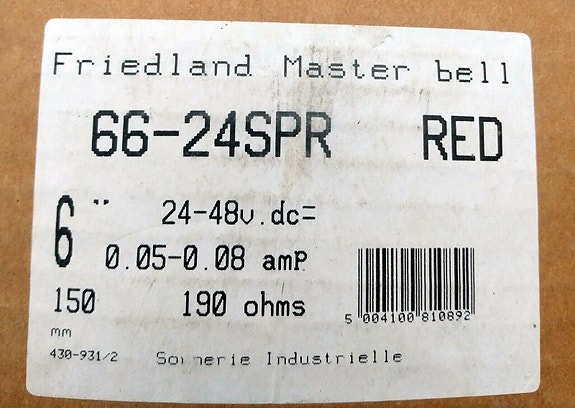 Friedland Master bell
66-24SPR RED
6" 24-48v.dc=
0.05-0.08 amp
150 190 ohms
mm
5 004100 810892
430-931/2 Sonnerie Industrielle